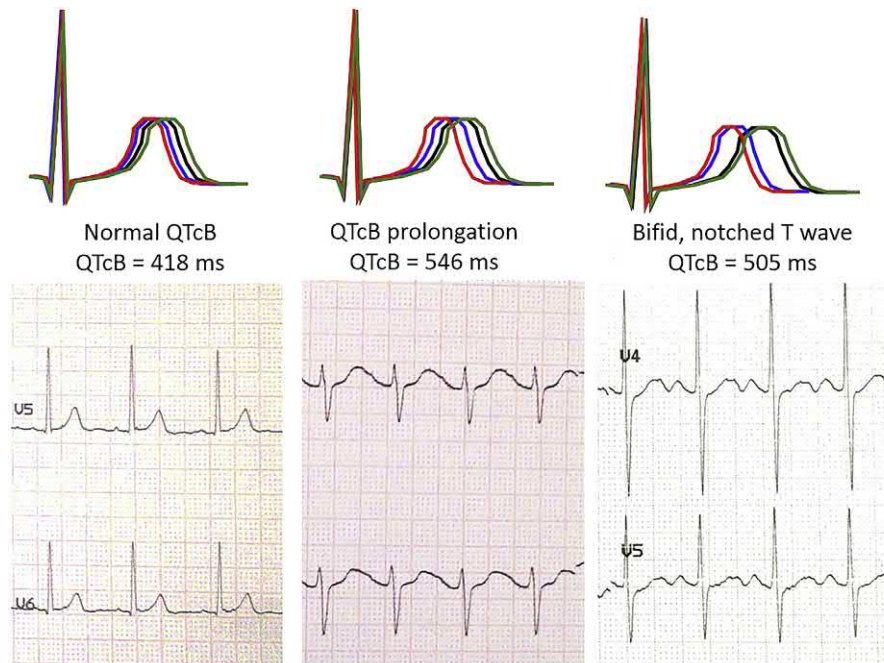 Normal QTcB
QTcB = 418 ms
QTcB prolongation
QTcB = 546 ms
Bifid, notched T wave
QTcB = 505 ms
V5
V6
V4
V5